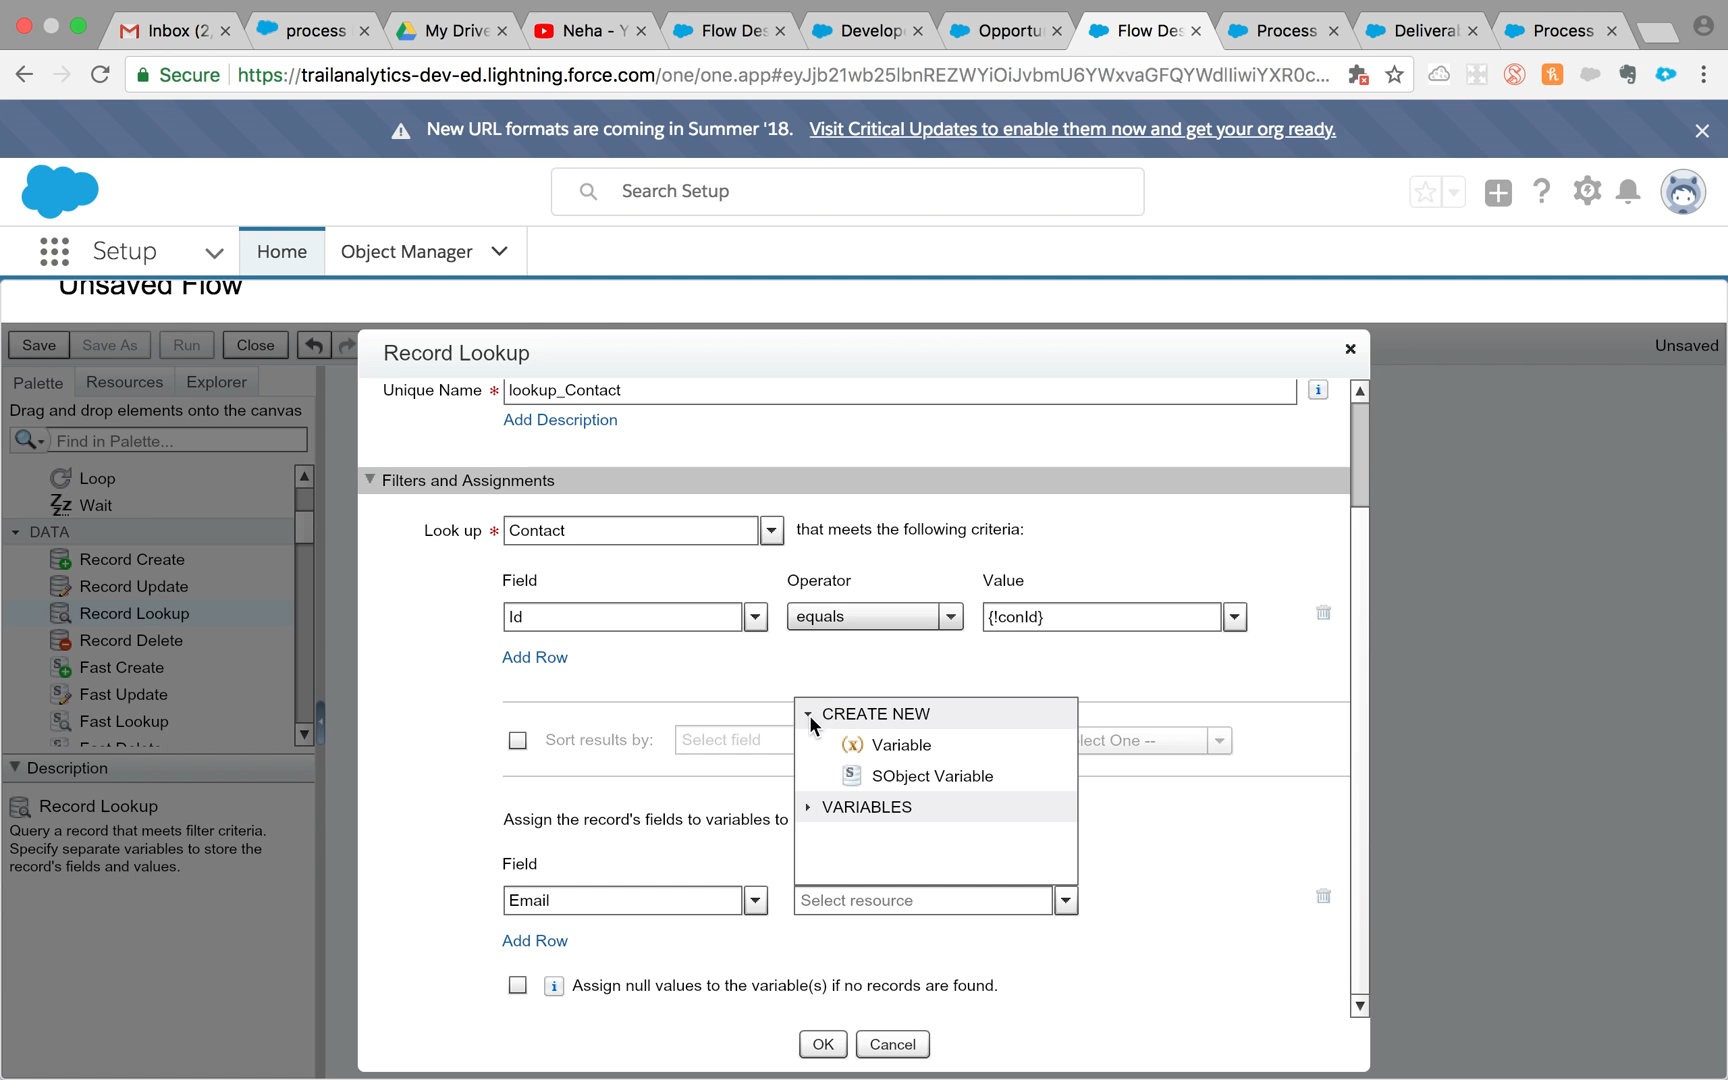 Inbox (2,
process
My Drive
Neha - Y
Flow Des
Develop
Opportu
Flow Des
Process
Deliveral
Process
Secure
https://trailanalytics-dev-ed.lightning.force.com/one/one.app#eyJjb21wb25lbnREZWYiOiJvbmU6YWxvaGFQYWdlIiwiYXR0c...
New URL formats are coming in Summer '18. Visit Critical Updates to enable them now and get your org ready.
Search Setup
Setup
Home
Object Manager
Unsaved Flow
Save
Save As
Run
Close
Unsaved
Palette
Resources
Explorer
Drag and drop elements onto the canvas
Find in Palette...
Loop
Wait
DATA
Record Create
Record Update
Record Lookup
Record Delete
Fast Create
Fast Update
Fast Lookup
Fast Delete
Description
Record Lookup
Query a record that meets filter criteria.
Specify separate variables to store the
record's fields and values.
Record Lookup
Unique Name * lookup_Contact
Add Description
Filters and Assignments
Look up * Contact that meets the following criteria:
Field Operator Value
Id equals {!conId}
Add Row
Sort results by: Select field lect One --
CREATE NEW
Variable
SObject Variable
VARIABLES
Assign the record's fields to variables to
Field
Email Select resource
Add Row
Assign null values to the variable(s) if no records are found.
OK
Cancel